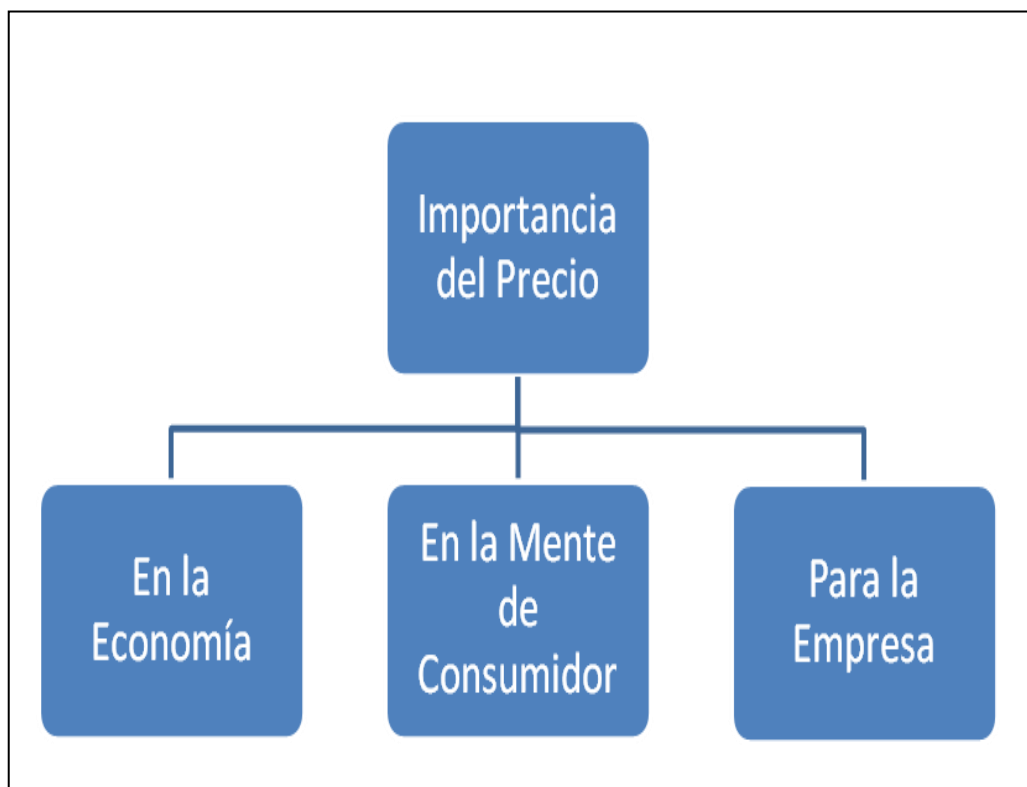 Importancia
del Precio
En la
Economía
En la Mente
de
Consumidor
Para la
Empresa